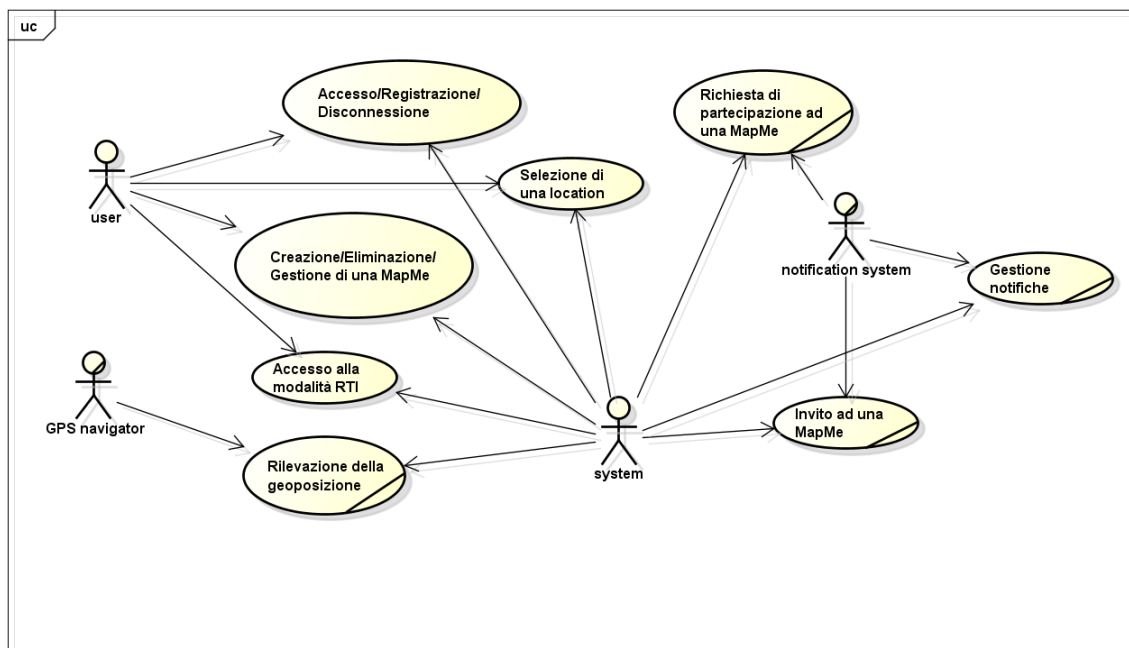 uc
Accesso/Registrazione/
Disconnessione
Richiesta di
partecipazione ad
una MapMe
Selezione di
una location
user
Creazione/Eliminazione/
Gestione di una MapMe
notification system
Gestione
notifiche
Accesso alla
modalità RTI
GPS navigator
Invito ad una
MapMe
Rilevazione della
geoposizione
system